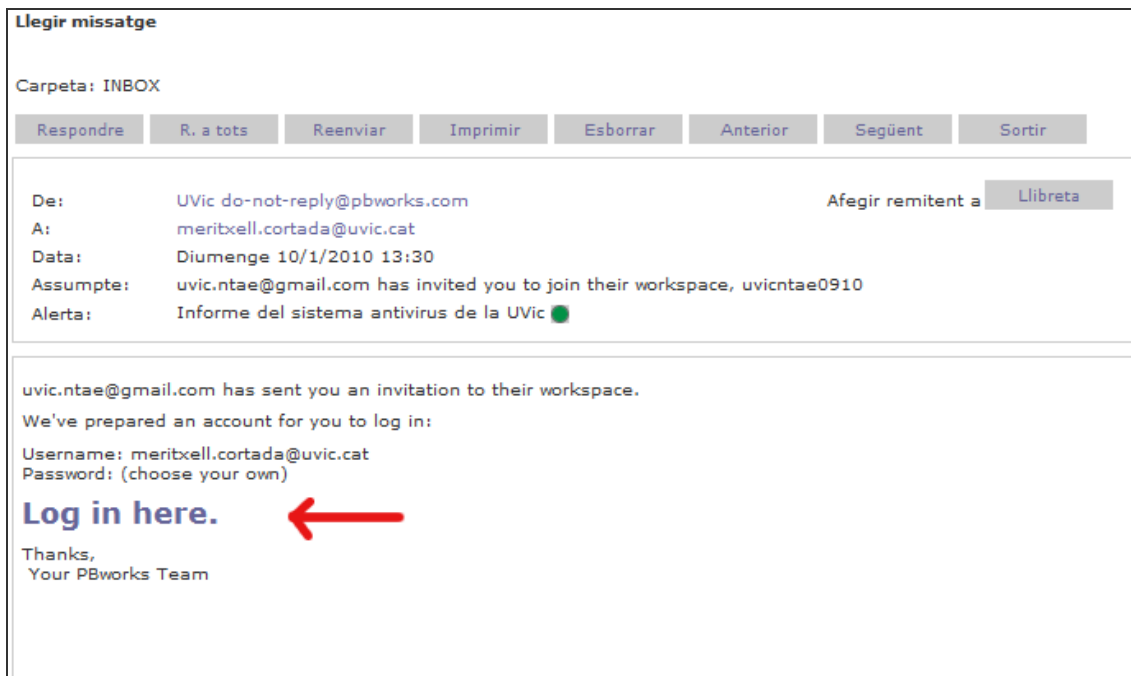 Llegir missatge
Carpeta: INBOX
Respondre R. a tots Reenviar Imprimir Esborrar Anterior Següent Sortir
De: UVic do-not-reply@pbworks.com Afegir remitent a Llibreta
A: meritxell.cortada@uvic.cat
Data: Diumenge 10/1/2010 13:30
Assumpte: uvic.ntae@gmail.com has invited you to join their workspace, uvicntae0910
Alerta: Informe del sistema antivirus de la UVic
uvic.ntae@gmail.com has sent you an invitation to their workspace.
We've prepared an account for you to log in:
Username: meritxell.cortada@uvic.cat
Password: (choose your own)
Log in here.
Thanks,
Your PBworks Team